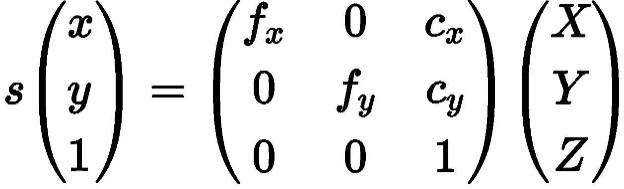 s ( x ) = ( f_x 0 c_x ) ( X )
( y ) ( 0 f_y c_y ) ( Y )
( 1 ) ( 0 0 1 ) ( Z )